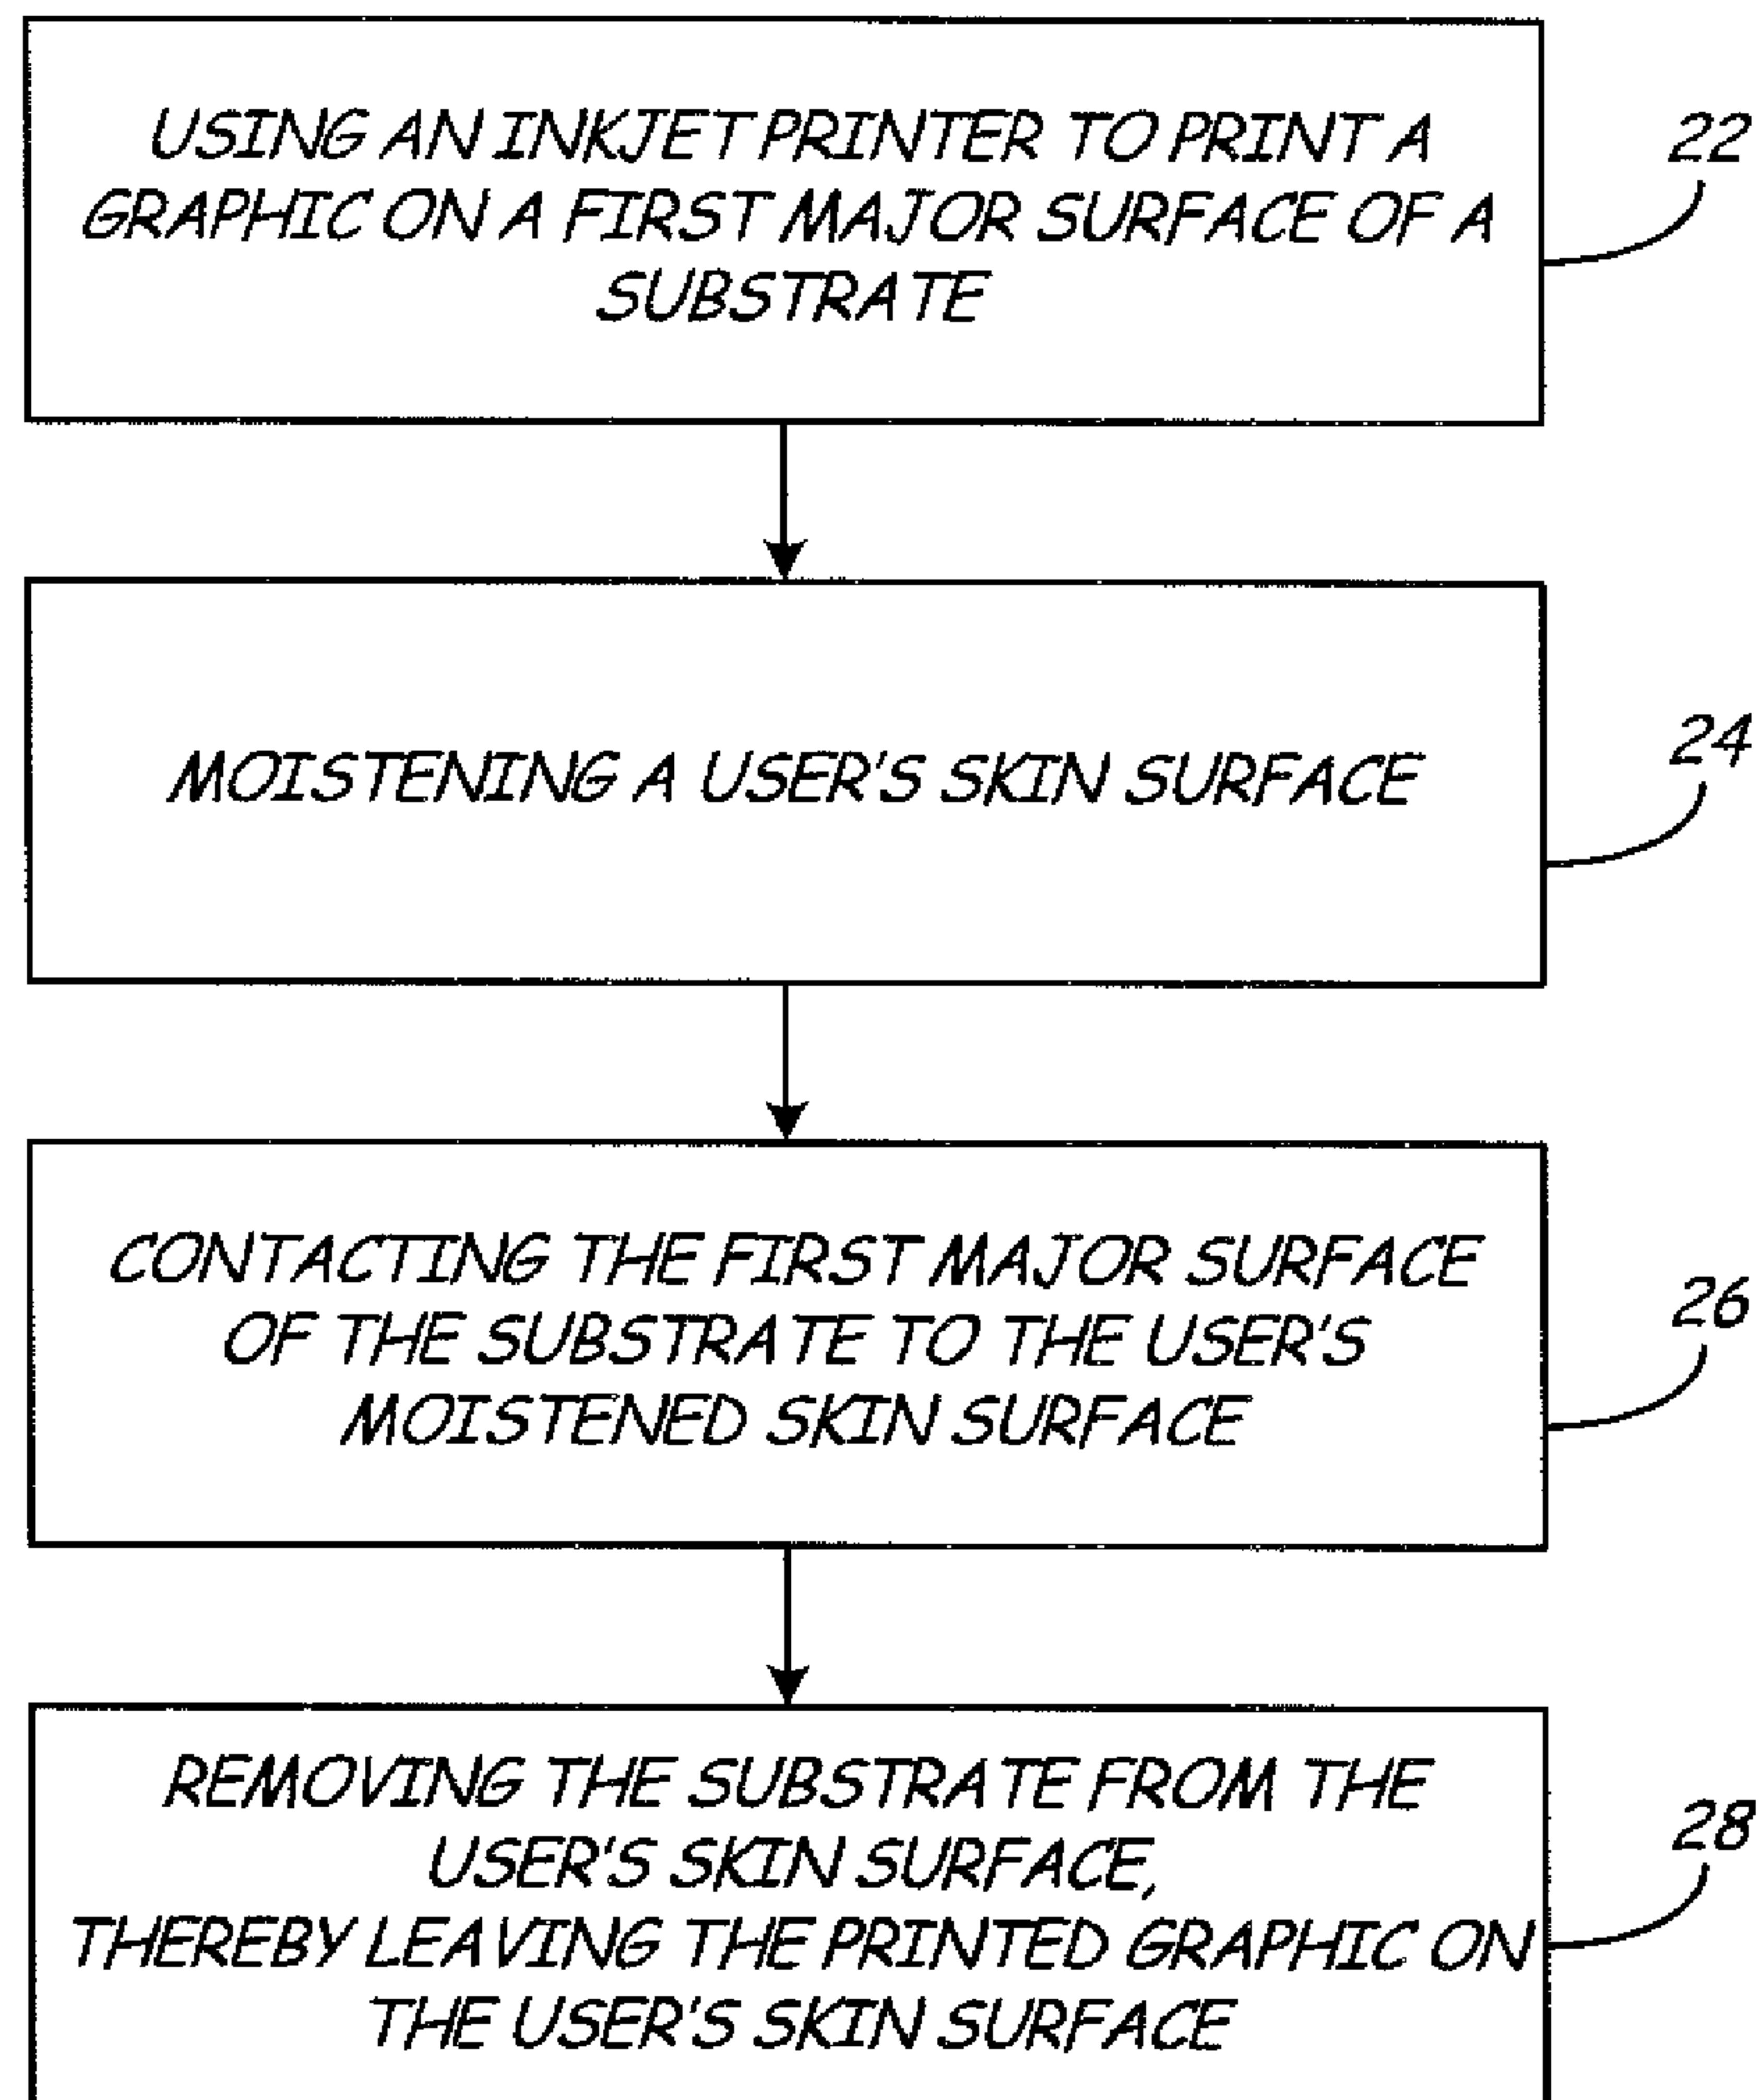 USING AN INKJET PRINTER TO PRINT A
GRAPHIC ON A FIRST MAJOR SURFACE OF A
SUBSTRATE
22
MOISTENING A USER'S SKIN SURFACE
24
CONTACTING THE FIRST MAJOR SURFACE
OF THE SUBSTRATE TO THE USER'S
MOISTENED SKIN SURFACE
26
REMOVING THE SUBSTRATE FROM THE
USER'S SKIN SURFACE,
THEREBY LEAVING THE PRINTED GRAPHIC ON
THE USER'S SKIN SURFACE
28